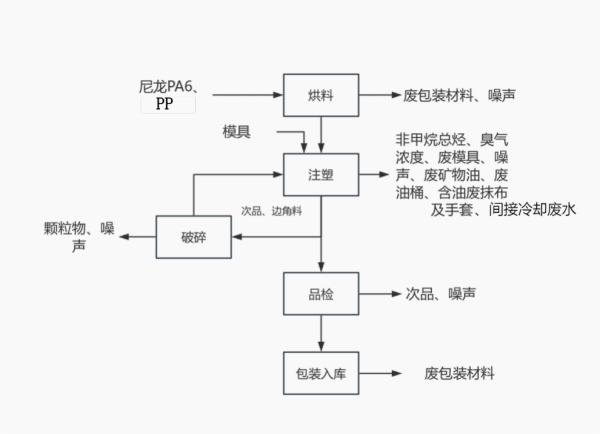 尼龙PA6、
PP
烘料
废包装材料、噪声
模具
注塑
非甲烷总烃、臭气
浓度、废模具、噪
声、废矿物油、废
油桶、含油废抹布
及手套、间接冷却废水
次品、边角料
颗粒物、噪
声
破碎
品检
次品、噪声
包装入库
废包装材料